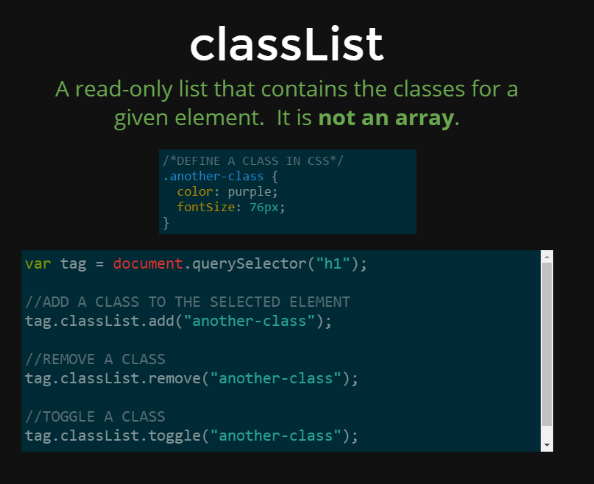 classList
A read-only list that contains the classes for a
given element. It is not an array.
/*DEFINE A CLASS IN CSS*/
.another-class {
color: purple;
fontSize: 76px;
}
var tag = document.querySelector("h1");
//ADD A CLASS TO THE SELECTED ELEMENT
tag.classList.add("another-class");
//REMOVE A CLASS
tag.classList.remove("another-class");
//TOGGLE A CLASS
tag.classList.toggle("another-class");